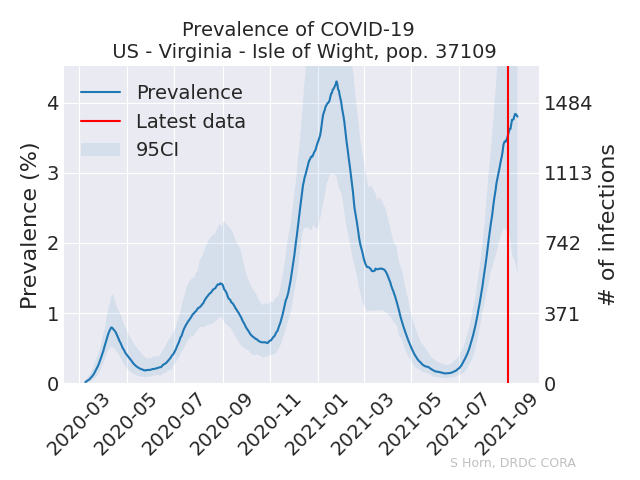 Prevalence of COVID-19
US - Virginia - Isle of Wight, pop. 37109
Prevalence
Latest data
95CI
Prevalence (%)
4
3
2
1
0
1484
1113
742
371
0
# of infections
2020-03
2020-05
2020-07
2020-09
2020-11
2021-01
2021-03
2021-05
2021-07
2021-09
S Horn, DRDC CORA